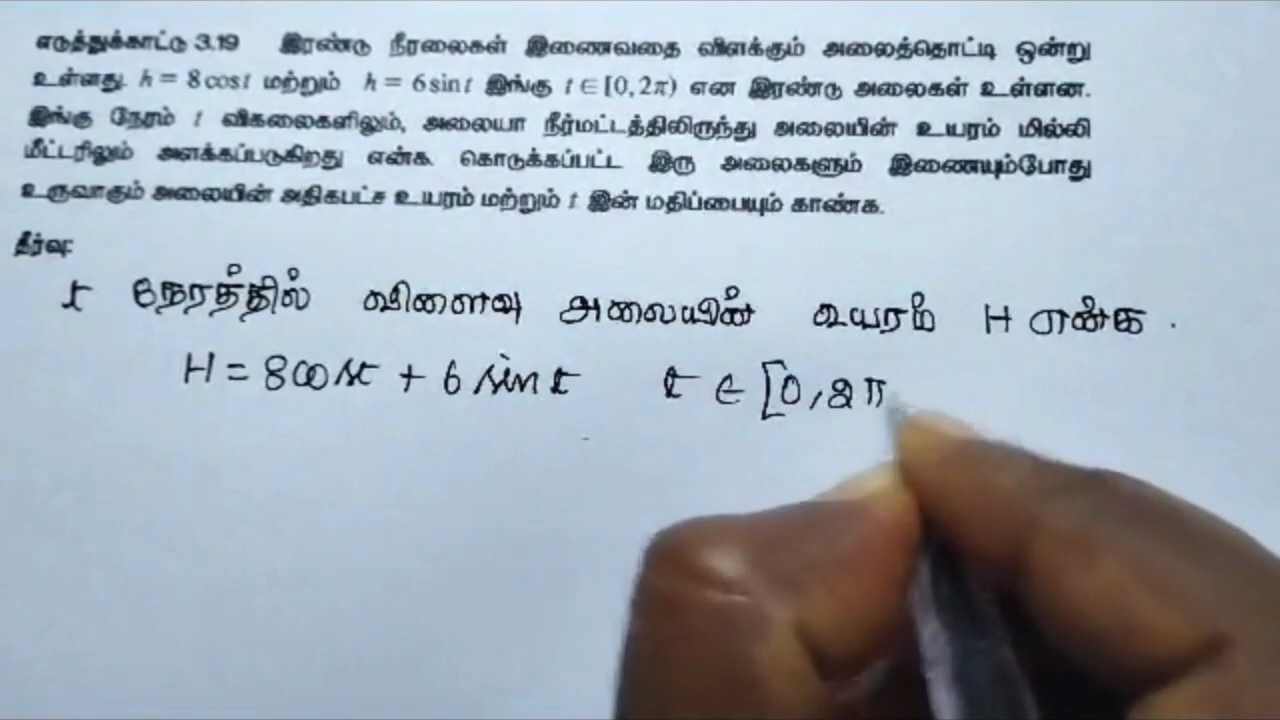 எடுத்துக்காட்டு 3.19 இரண்டு நீரலைகள் இணைவதை விளக்கும் அலைத்தொட்டி ஒன்று
உள்ளது. h = 8 cos t மற்றும் h = 6 sin t இங்கு t ∈ [0, 2π) என இரண்டு அலைகள் உள்ளன.
இங்கு நேரம் t விகலைகளிலும், அலையா நீர்மட்டத்திலிருந்து அலையின் உயரம் மில்லி
மீட்டரிலும் அளக்கப்படுகிறது என்க. கொடுக்கப்பட்ட இரு அலைகளும் இணையும்போது
உருவாகும் அலையின் அதிகபட்ச உயரம் மற்றும் t இன் மதிப்பையும் காண்க.
தீர்வு:
t நேரத்தில் விளைவு அலையின் உயரம் H என்க.
H = 8 cos t + 6 sin t t ∈ [0, 2π